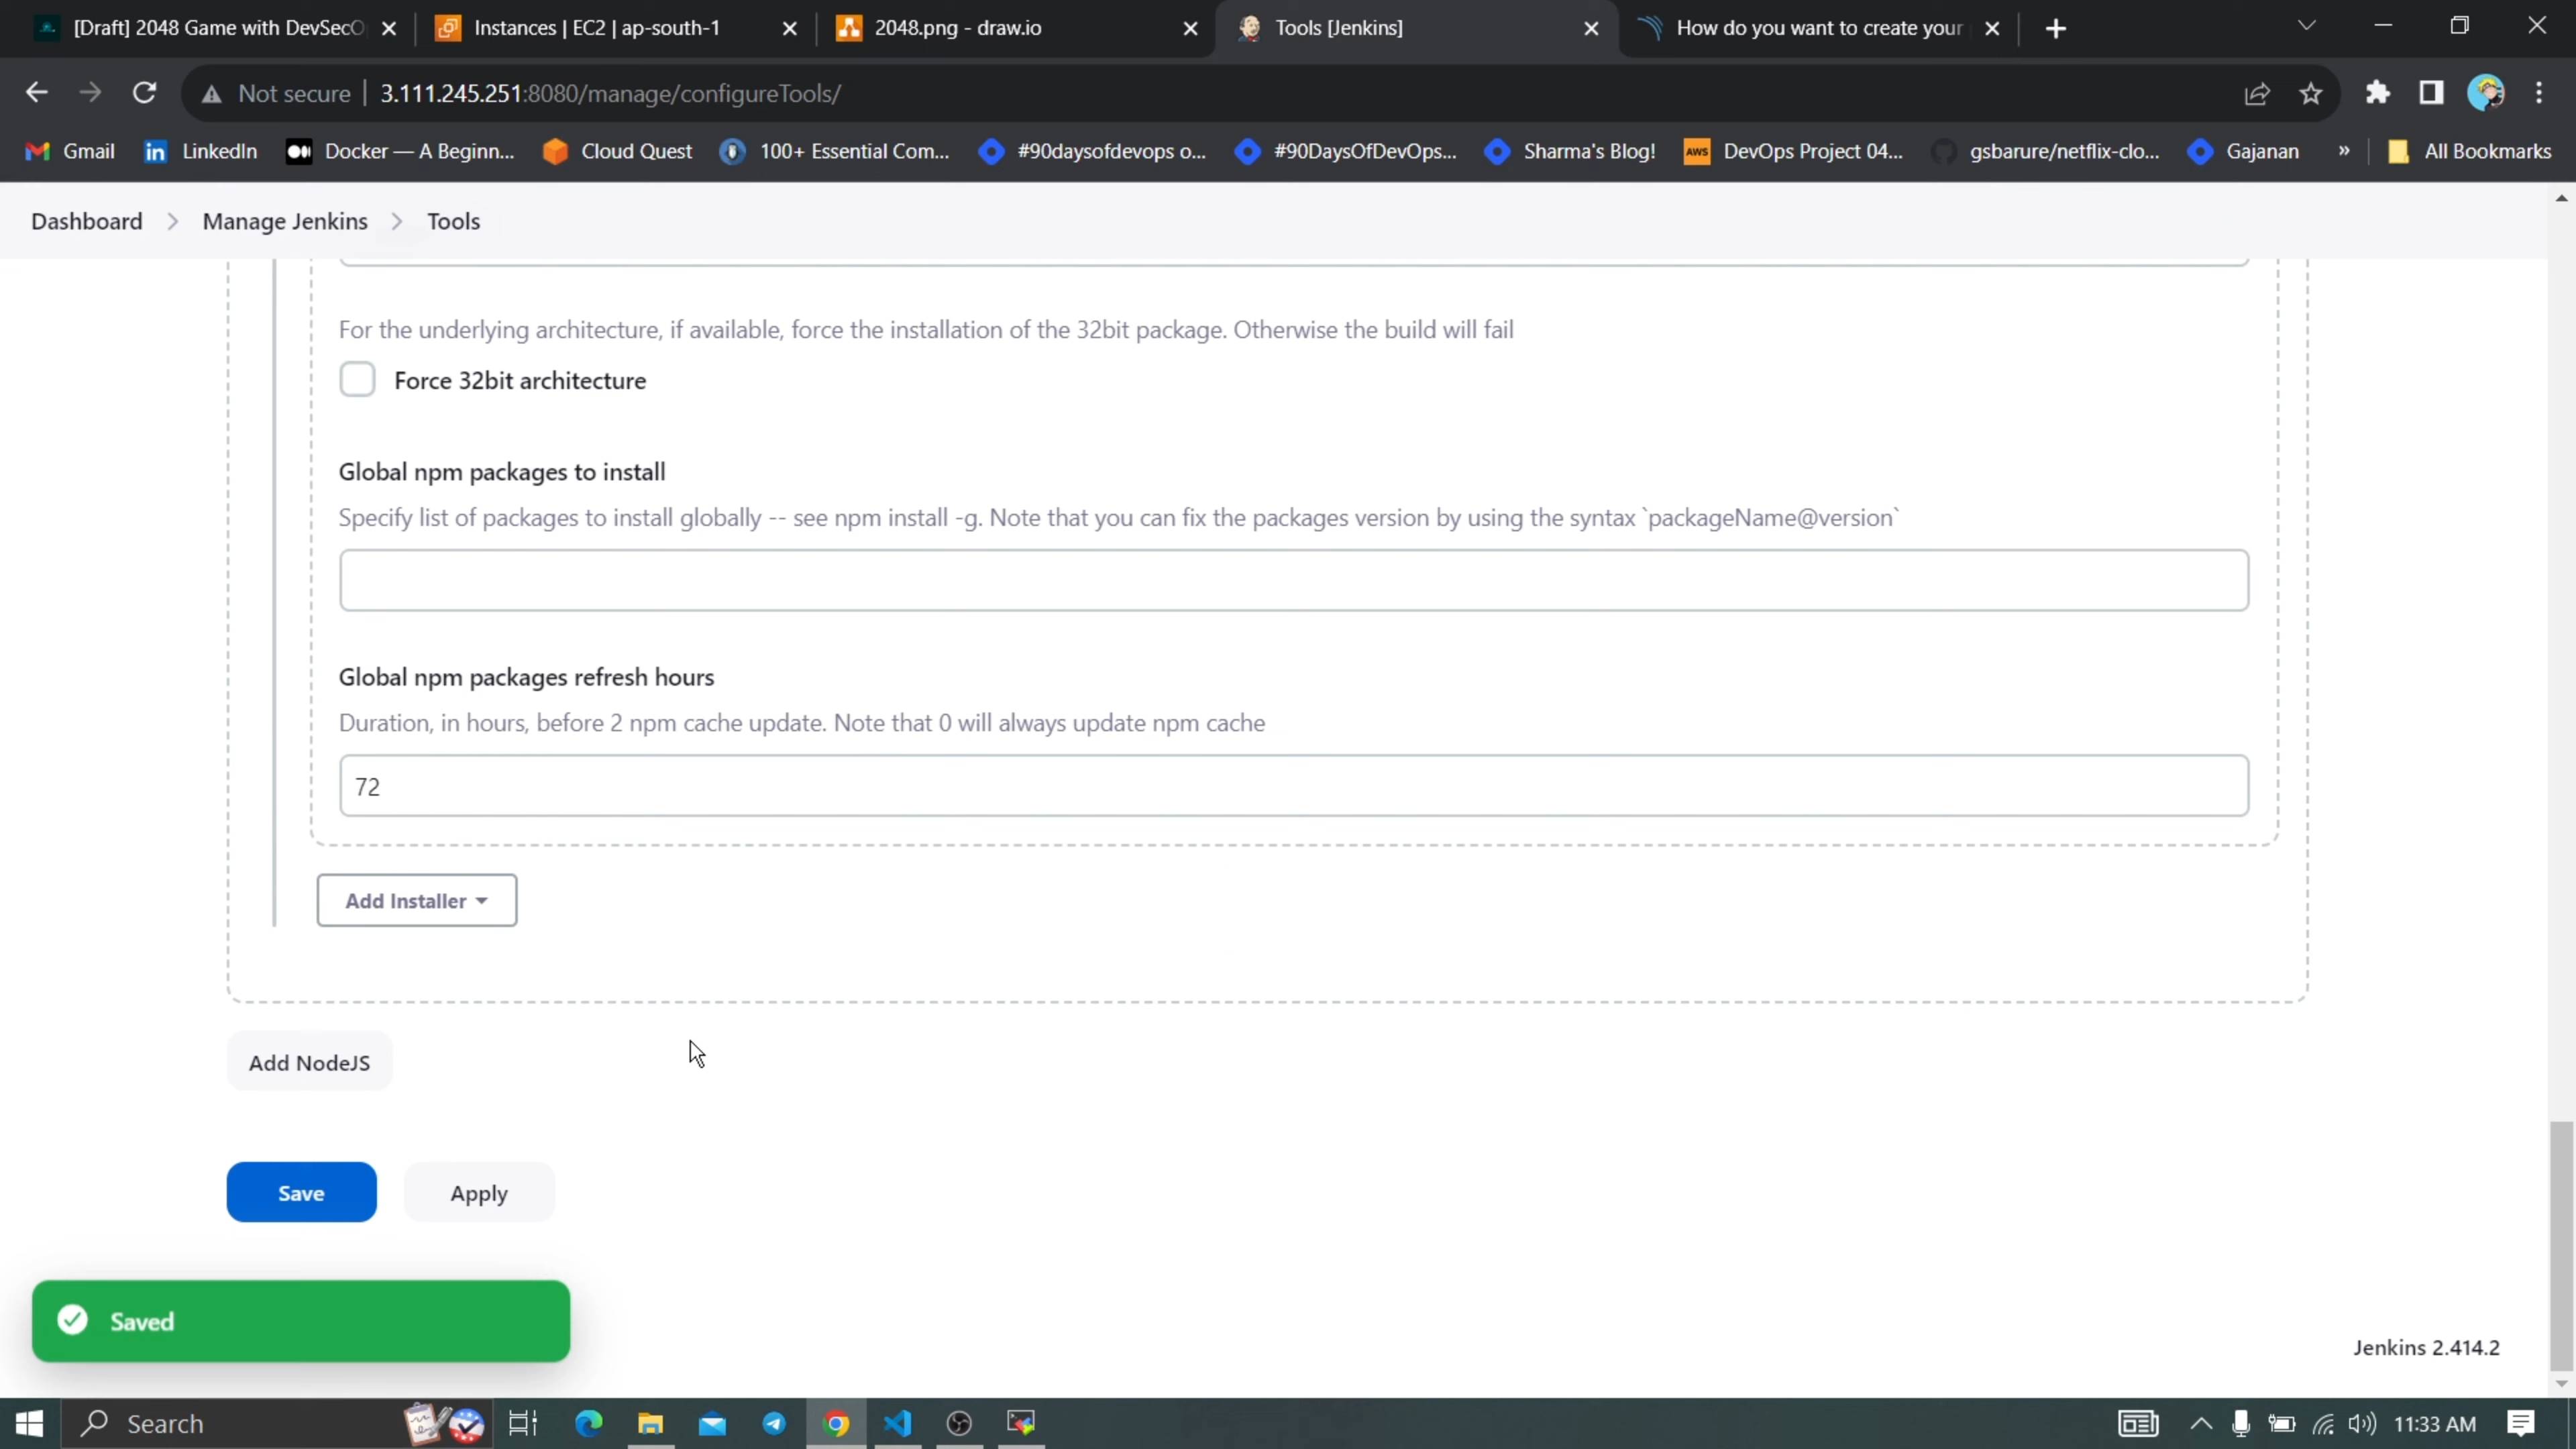 [Draft] 2048 Game with DevSecO
Instances | EC2 | ap-south-1
2048.png - draw.io
Tools [Jenkins]
How do you want to create your
Not secure
3.111.245.251:8080/manage/configureTools/
Gmail
LinkedIn
Docker — A Beginn...
Cloud Quest
100+ Essential Com...
#90daysofdevops o...
#90DaysOfDevOps...
Sharma's Blog!
aws
DevOps Project 04...
gsbarure/netflix-clo...
Gajanan
»
All Bookmarks
Dashboard
Manage Jenkins
Tools
For the underlying architecture, if available, force the installation of the 32bit package. Otherwise the build will fail
Force 32bit architecture
Global npm packages to install
Specify list of packages to install globally -- see npm install -g. Note that you can fix the packages version by using the syntax `packageName@version`
Global npm packages refresh hours
Duration, in hours, before 2 npm cache update. Note that 0 will always update npm cache
72
Add Installer
Add NodeJS
Save
Apply
Saved
Jenkins 2.414.2
Search
11:33 AM